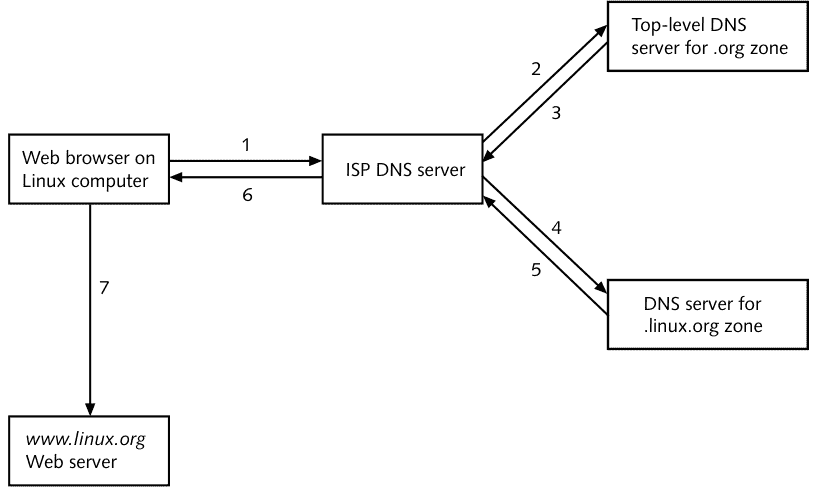 Top-level DNS
server for .org zone
2
3
1
Web browser on
Linux computer
ISP DNS server
6
4
5
7
DNS server for
.linux.org zone
www.linux.org
Web server